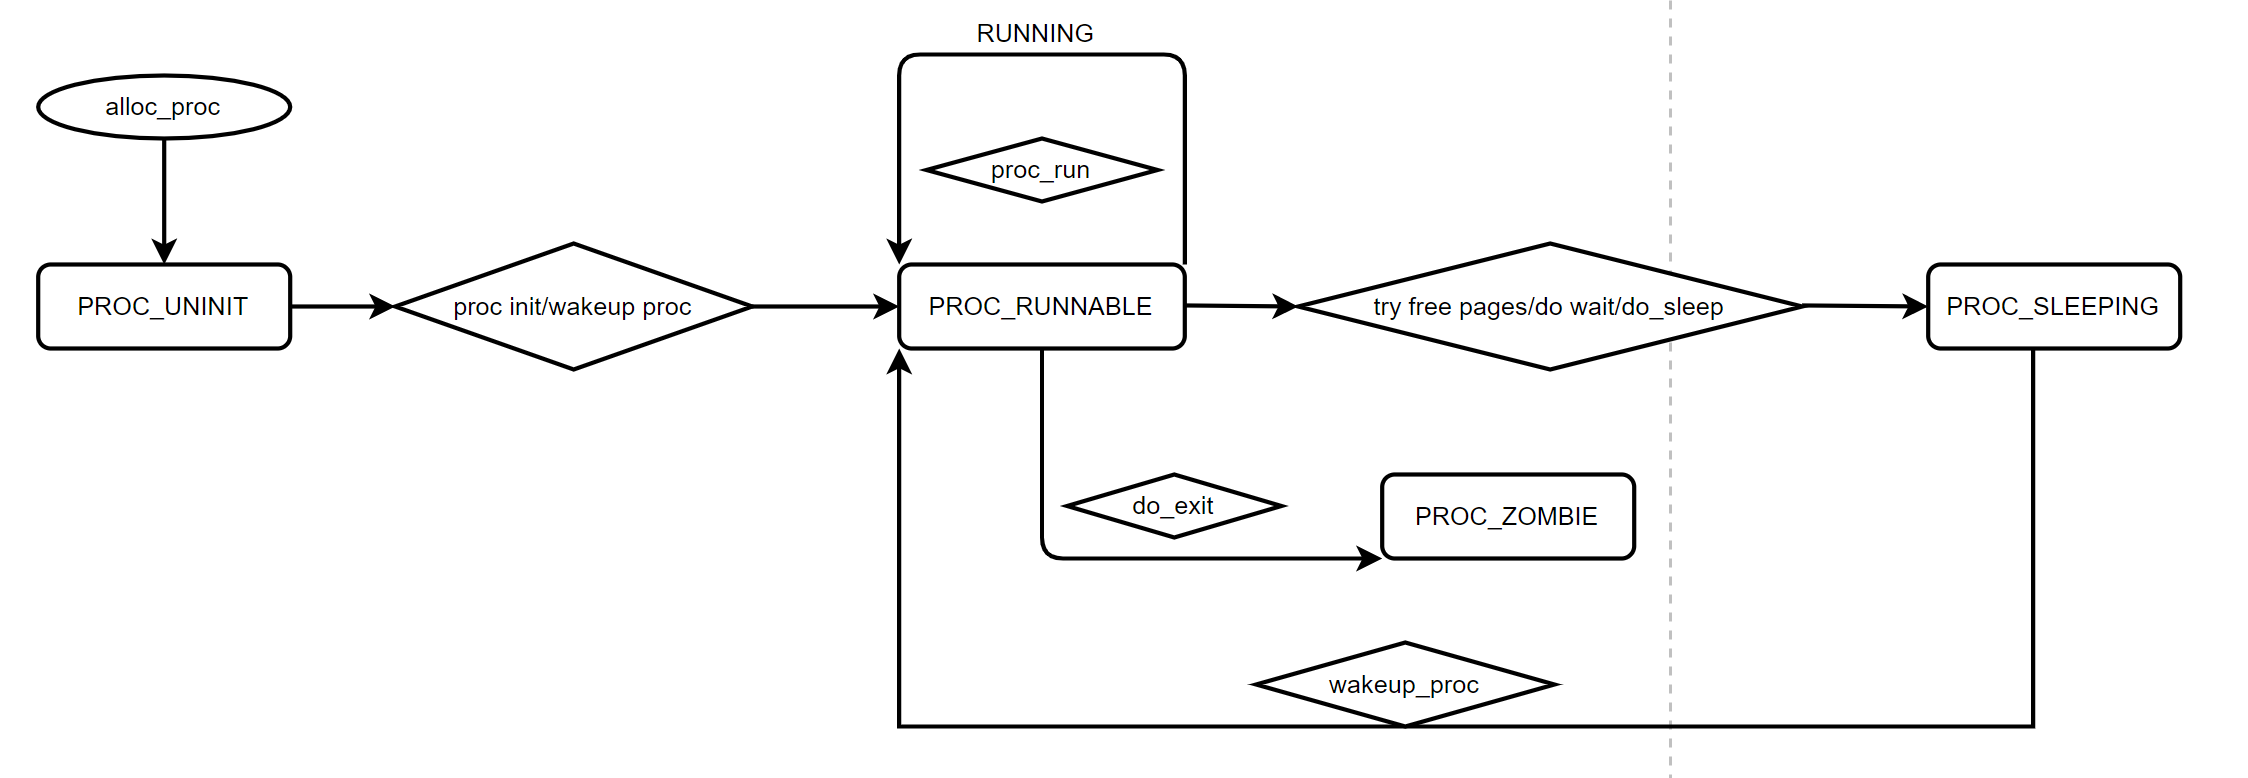 RUNNING
alloc_proc
proc_run
PROC_UNINIT
proc init/wakeup proc
PROC_RUNNABLE
try free pages/do wait/do_sleep
PROC_SLEEPING
do_exit
PROC_ZOMBIE
wakeup_proc